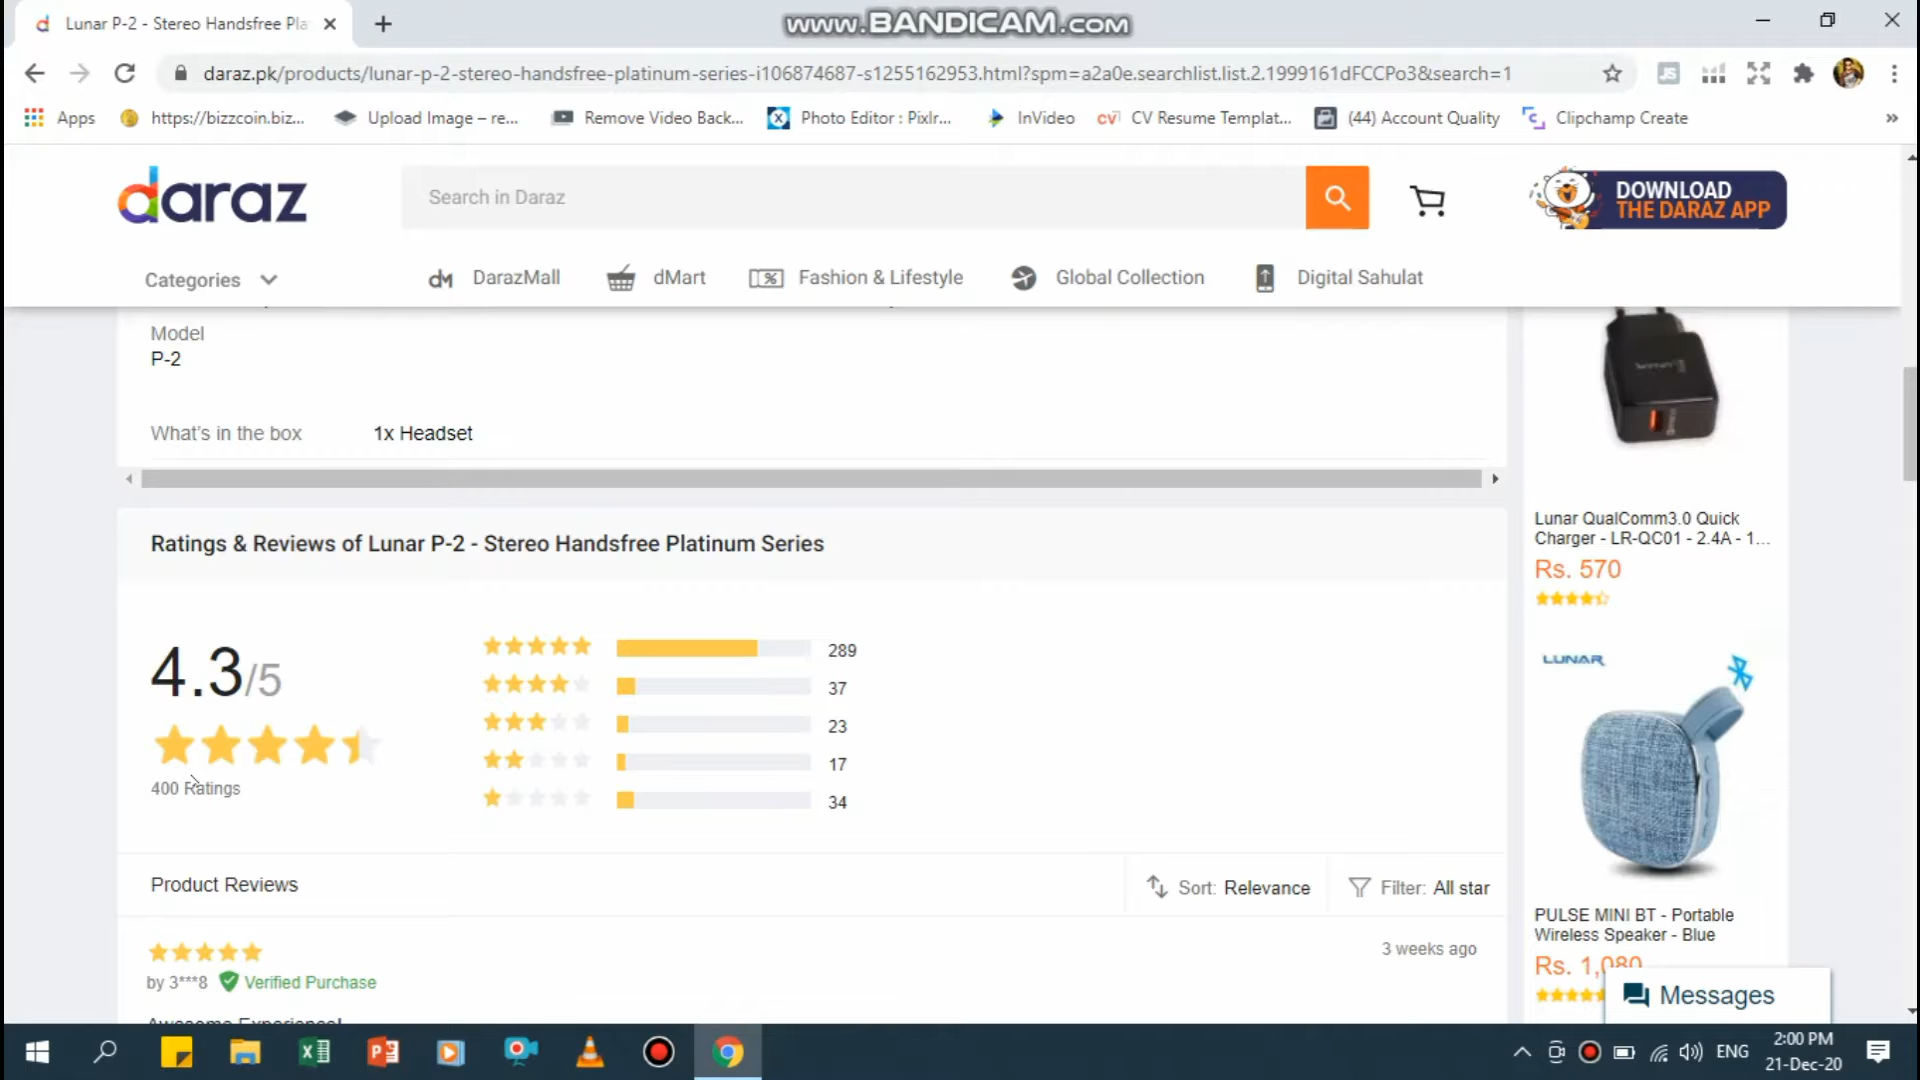 Lunar P-2 - Stereo Handsfree Pla
www.BANDICAM.com
daraz.pk/products/lunar-p-2-stereo-handsfree-platinum-series-i106874687-s1255162953.html?spm=a2a0e.searchlist.list.2.1999161dFCCPo3&search=1
Apps
https://bizzcoin.biz...
Upload Image – re...
Remove Video Back...
Photo Editor : Pixlr...
InVideo
CV Resume Templat...
(44) Account Quality
Clipchamp Create
»
daraz
Search in Daraz
DOWNLOAD
THE DARAZ APP
Categories
DarazMall
dMart
Fashion & Lifestyle
Global Collection
Digital Sahulat
Model
P-2
What's in the box
1x Headset
Ratings & Reviews of Lunar P-2 - Stereo Handsfree Platinum Series
4.3/5
400 Ratings
289
37
23
17
34
Product Reviews
Sort: Relevance
Filter: All star
3 weeks ago
by 3***8
Verified Purchase
Awesome Experience!
Lunar QualComm3.0 Quick
Charger - LR-QC01 - 2.4A - 1...
Rs. 570
LUNAR
PULSE MINI BT - Portable
Wireless Speaker - Blue
Rs. 1,080
Messages
ENG
2:00 PM
21-Dec-20